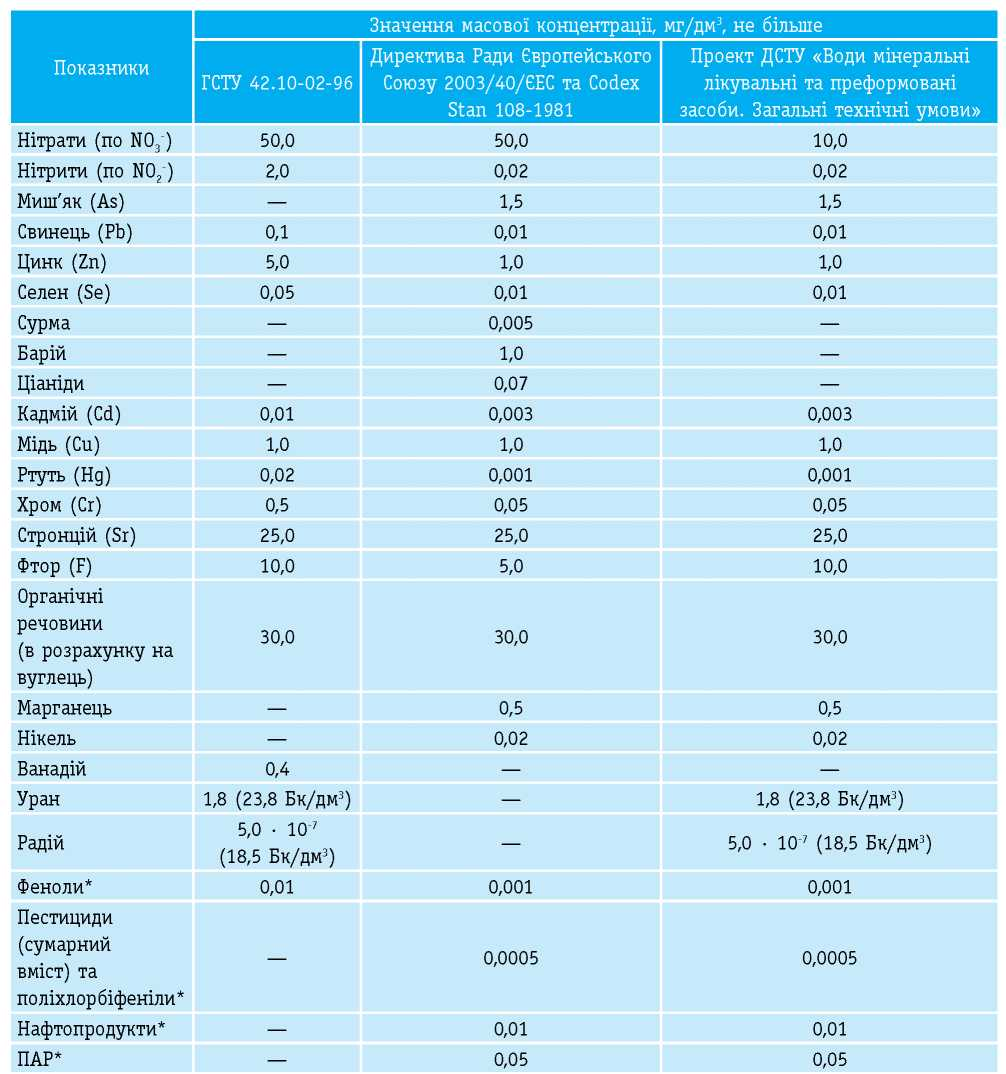 Показники
Значення масової концентрації, мг/дм³, не більше
ГСТУ 42.10-02-96
Директива Ради Європейського
Союзу 2003/40/ЄЕС та Codex
Stan 108-1981
Проект ДСТУ «Води мінеральні
лікувальні та преформовані
засоби. Загальні технічні умови»
Нітрати (по NO₃⁻) 50,0 50,0 10,0
Нітрити (по NO₂⁻) 2,0 0,02 0,02
Миш’як (As) — 1,5 1,5
Свинець (Pb) 0,1 0,01 0,01
Цинк (Zn) 5,0 1,0 1,0
Селен (Se) 0,05 0,01 0,01
Сурма — 0,005 —
Барій — 1,0 —
Ціаніди — 0,07 —
Кадмій (Cd) 0,01 0,003 0,003
Мідь (Cu) 1,0 1,0 1,0
Ртуть (Hg) 0,02 0,001 0,001
Хром (Cr) 0,5 0,05 0,05
Стронцій (Sr) 25,0 25,0 25,0
Фтор (F) 10,0 5,0 10,0
Органічні
речовини
(в розрахунку на
вуглець)
30,0 30,0 30,0
Марганець — 0,5 0,5
Нікель — 0,02 0,02
Ванадій 0,4 — —
Уран 1,8 (23,8 Бк/дм³) — 1,8 (23,8 Бк/дм³)
Радій
5,0 · 10⁻⁷
(18,5 Бк/дм³)
— 5,0 · 10⁻⁷ (18,5 Бк/дм³)
Феноли* 0,01 0,001 0,001
Пестициди
(сумарний
вміст) та
поліхлорбіфеніли*
— 0,0005 0,0005
Нафтопродукти* — 0,01 0,01
ПАР* — 0,05 0,05